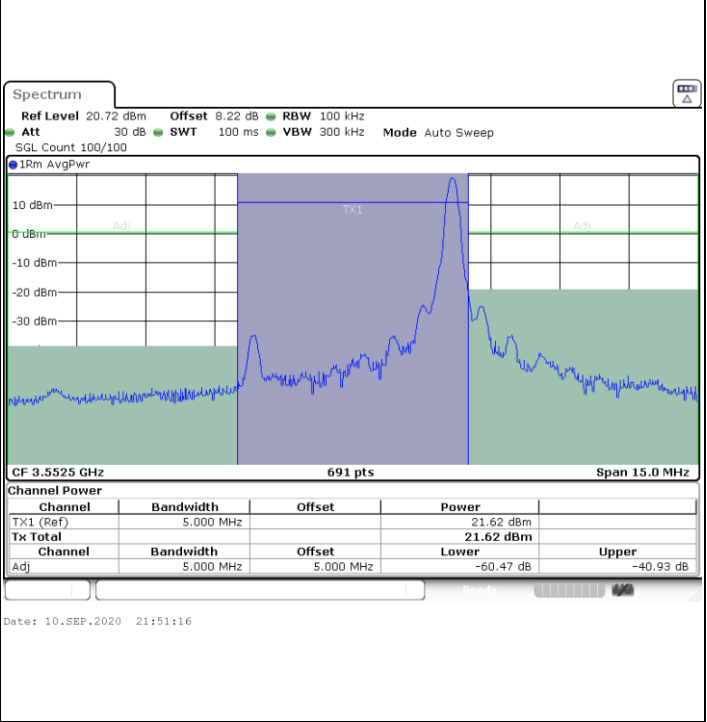 Spectrum
Ref Level 20.72 dBm Offset 8.22 dB RBW 100 kHz
Att 30 dB SWT 100 ms VBW 300 kHz Mode Auto Sweep
SGL Count 100/100
1Rm AvgPwr
10 dBm
TX1
Adj Adj
0 dBm
-10 dBm
-20 dBm
-30 dBm
CF 3.5525 GHz 691 pts Span 15.0 MHz
Channel Power
Channel Bandwidth Offset Power
TX1 (Ref) 5.000 MHz 21.62 dBm
Tx Total 21.62 dBm
Channel Bandwidth Offset Lower Upper
Adj 5.000 MHz 5.000 MHz -60.47 dB -40.93 dB
Ready
Date: 10.SEP.2020 21:51:16